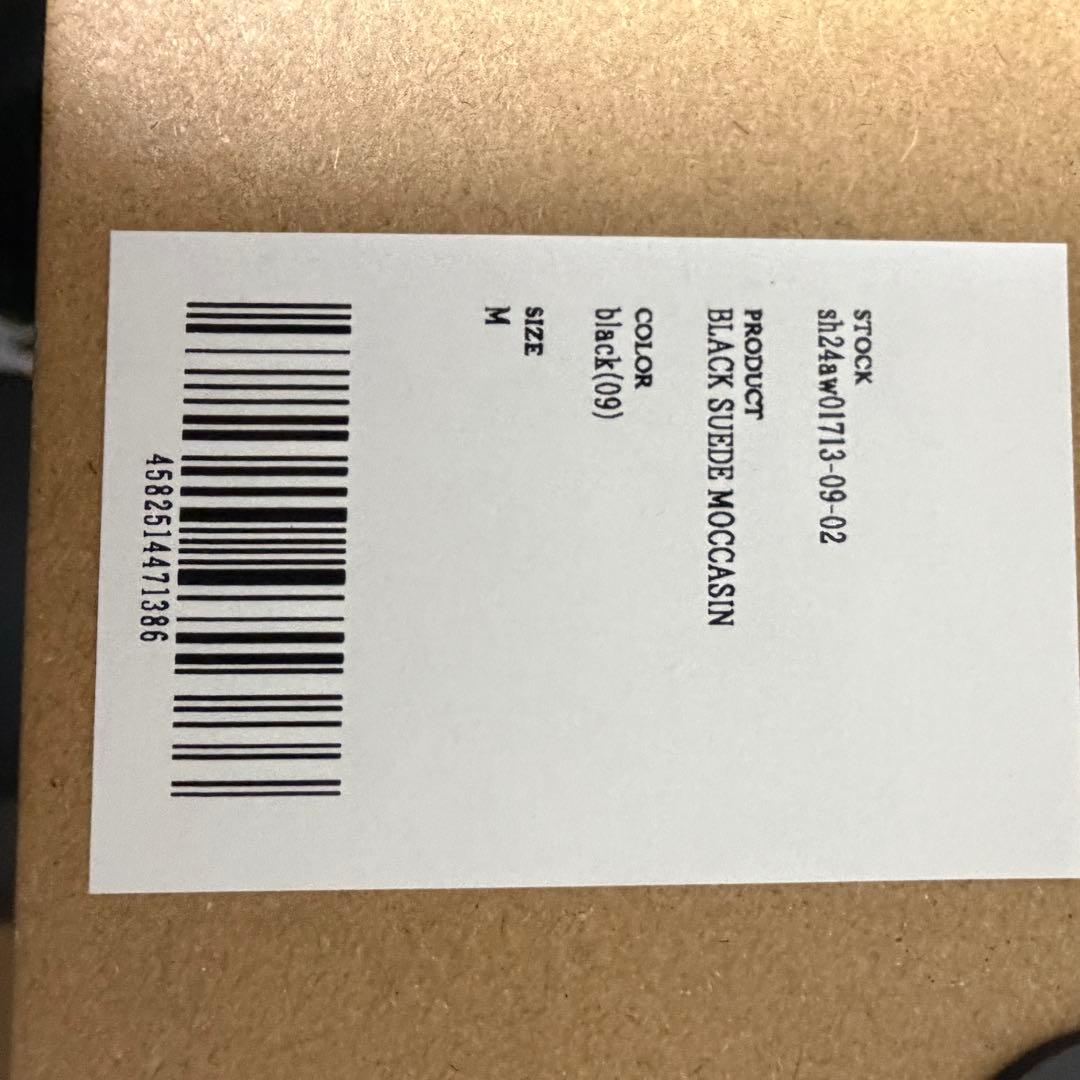 STOCK
sh24aw01713-09-02
PRODUCT
BLACK SUEDE MOCCASIN
COLOR
black(09)
SIZE
M
4582514471386